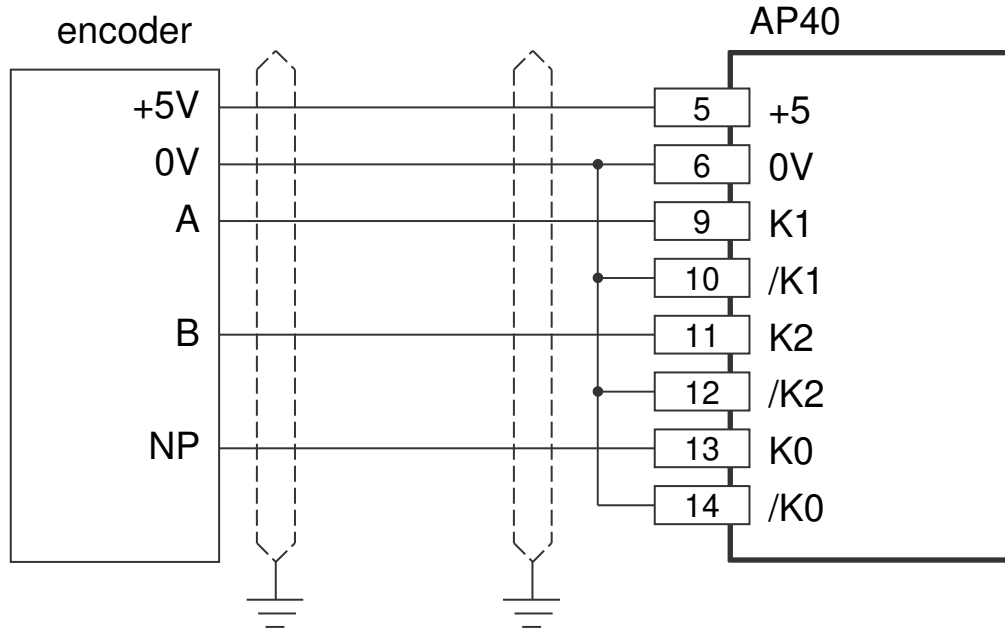 encoder
AP40
+5V 5 +5
0V 6 0V
A 9 K1
10 /K1
B 11 K2
12 /K2
NP 13 K0
14 /K0